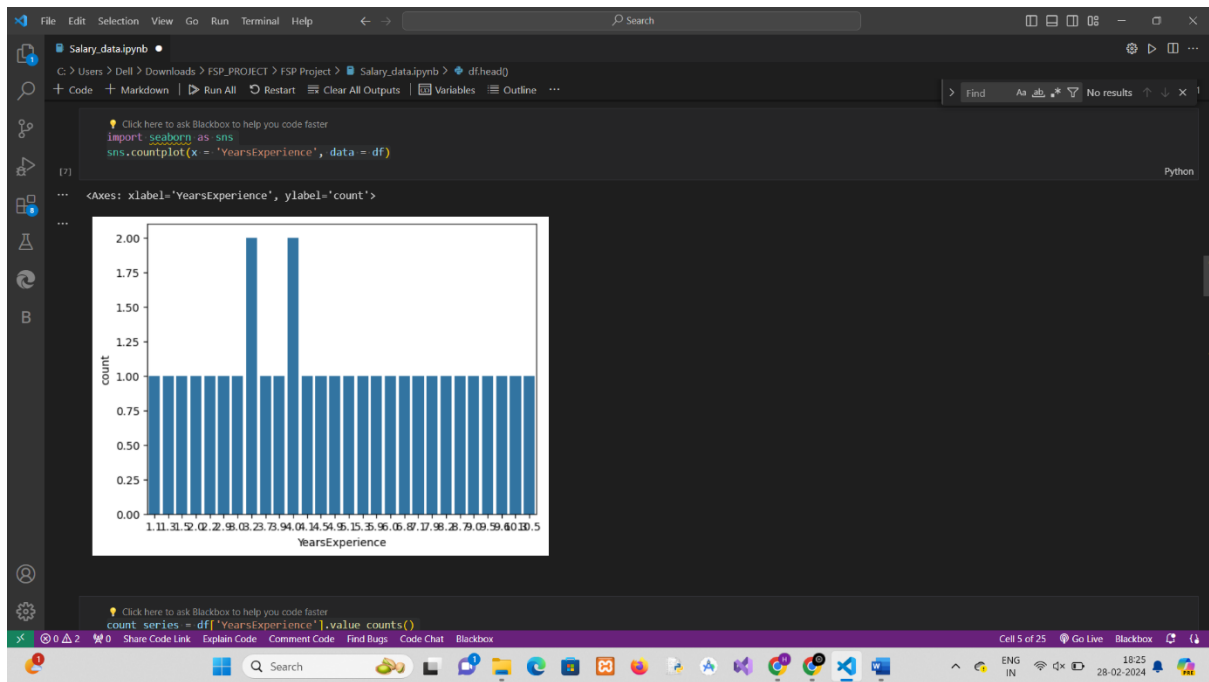 File Edit Selection View Go Run Terminal Help
Search
Salary_data.ipynb
C: > Users > Dell > Downloads > FSP_PROJECT > FSP Project > Salary_data.ipynb > df.head()
+ Code + Markdown Run All Restart Clear All Outputs Variables Outline ...
Find Aa ab .* No results
Click here to ask Blackbox to help you code faster
import seaborn as sns
sns.countplot(x = 'YearsExperience', data = df)
[7]
Python
<Axes: xlabel='YearsExperience', ylabel='count'>
2.00
1.75
1.50
1.25
1.00
0.75
0.50
0.25
0.00
count
YearsExperience
Click here to ask Blackbox to help you code faster
count_series = df['YearsExperience'].value_counts()
0 2 0 Share Code Link Explain Code Comment Code Find Bugs Code Chat Blackbox
Cell 5 of 25 Go Live Blackbox
Search
ENG
IN
18:25
28-02-2024